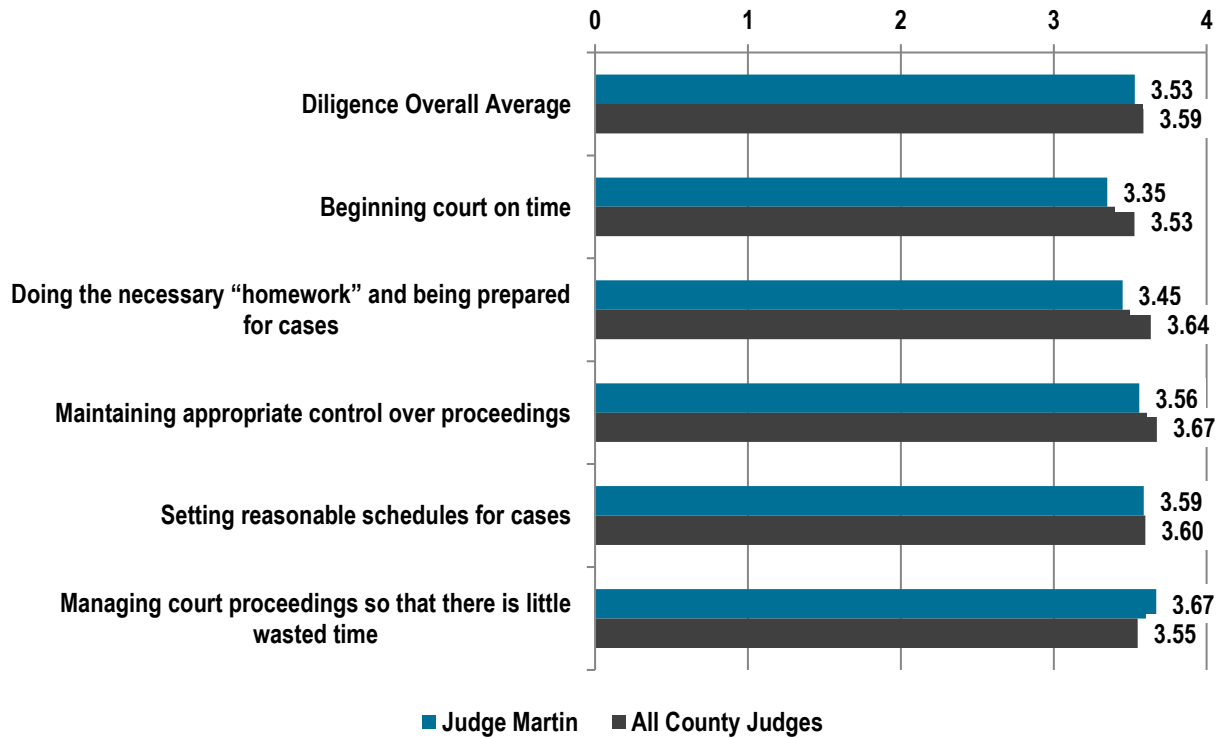 0 1 2 3 4
Diligence Overall Average
3.53
3.59
Beginning court on time
3.35
3.53
Doing the necessary “homework” and being prepared
for cases
3.45
3.64
Maintaining appropriate control over proceedings
3.56
3.67
Setting reasonable schedules for cases
3.59
3.60
Managing court proceedings so that there is little
wasted time
3.67
3.55
Judge Martin All County Judges